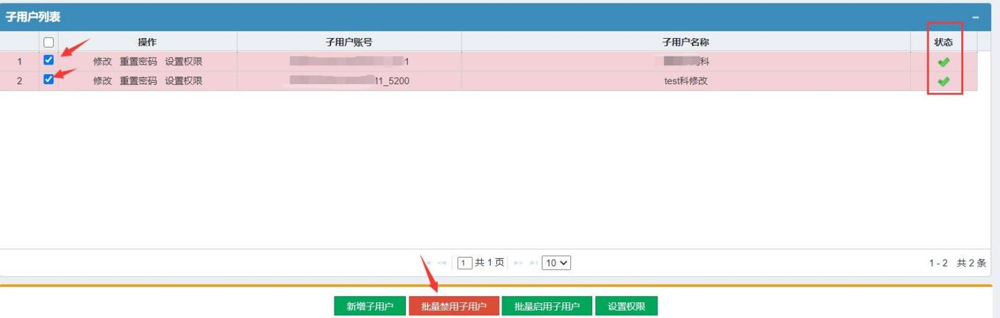 子用户列表
操作 子用户账号 子用户名称 状态
1 修改 重置密码 设置权限 1 科
2 修改 重置密码 设置权限 11_5200 test科修改
1 共 1 页 10
1 - 2 共 2 条
新增子用户 批量禁用子用户 批量启用子用户 设置权限